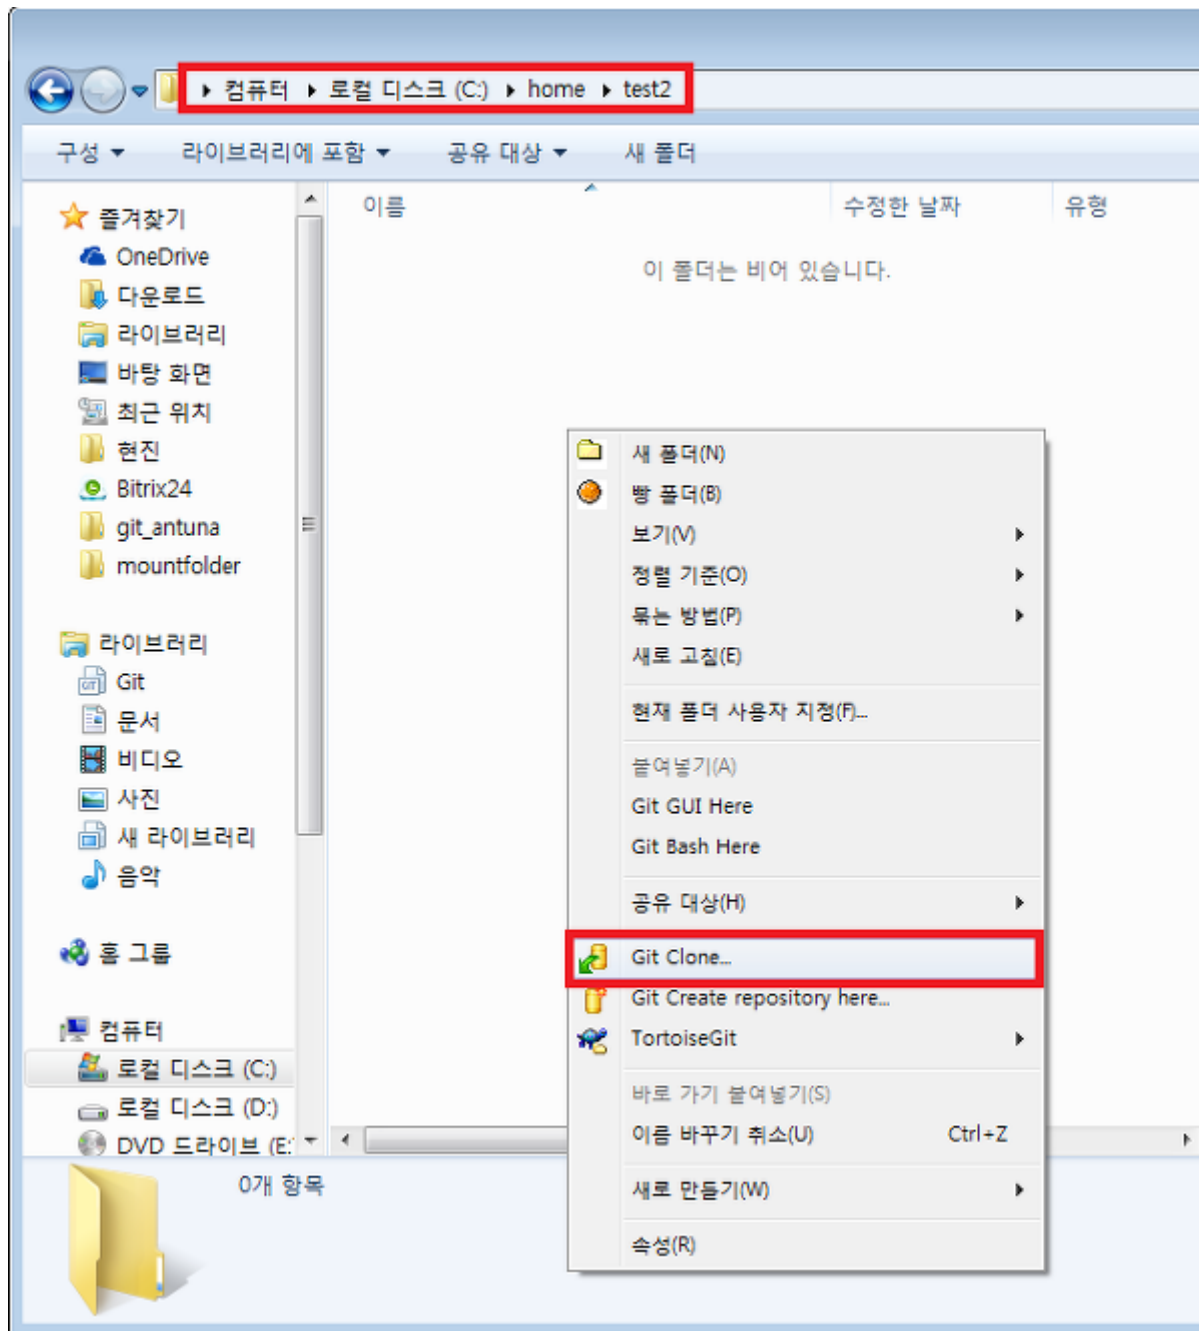 컴퓨터 로컬 디스크 (C:) home test2
구성 라이브러리에 포함 공유 대상 새 폴더
이름 수정한 날짜 유형
이 폴더는 비어 있습니다.
즐겨찾기
OneDrive
다운로드
라이브러리
바탕 화면
최근 위치
현진
Bitrix24
git_antuna
mountfolder
라이브러리
Git
문서
비디오
사진
새 라이브러리
음악
홈 그룹
컴퓨터
로컬 디스크 (C:)
로컬 디스크 (D:)
DVD 드라이브 (E:
새 폴더(N)
빵 폴더(B)
보기(V)
정렬 기준(O)
묶는 방법(P)
새로 고침(E)
현재 폴더 사용자 지정(F)...
붙여넣기(A)
Git GUI Here
Git Bash Here
공유 대상(H)
Git Clone...
Git Create repository here...
TortoiseGit
바로 가기 붙여넣기(S)
이름 바꾸기 취소(U) Ctrl+Z
새로 만들기(W)
속성(R)
0개 항목